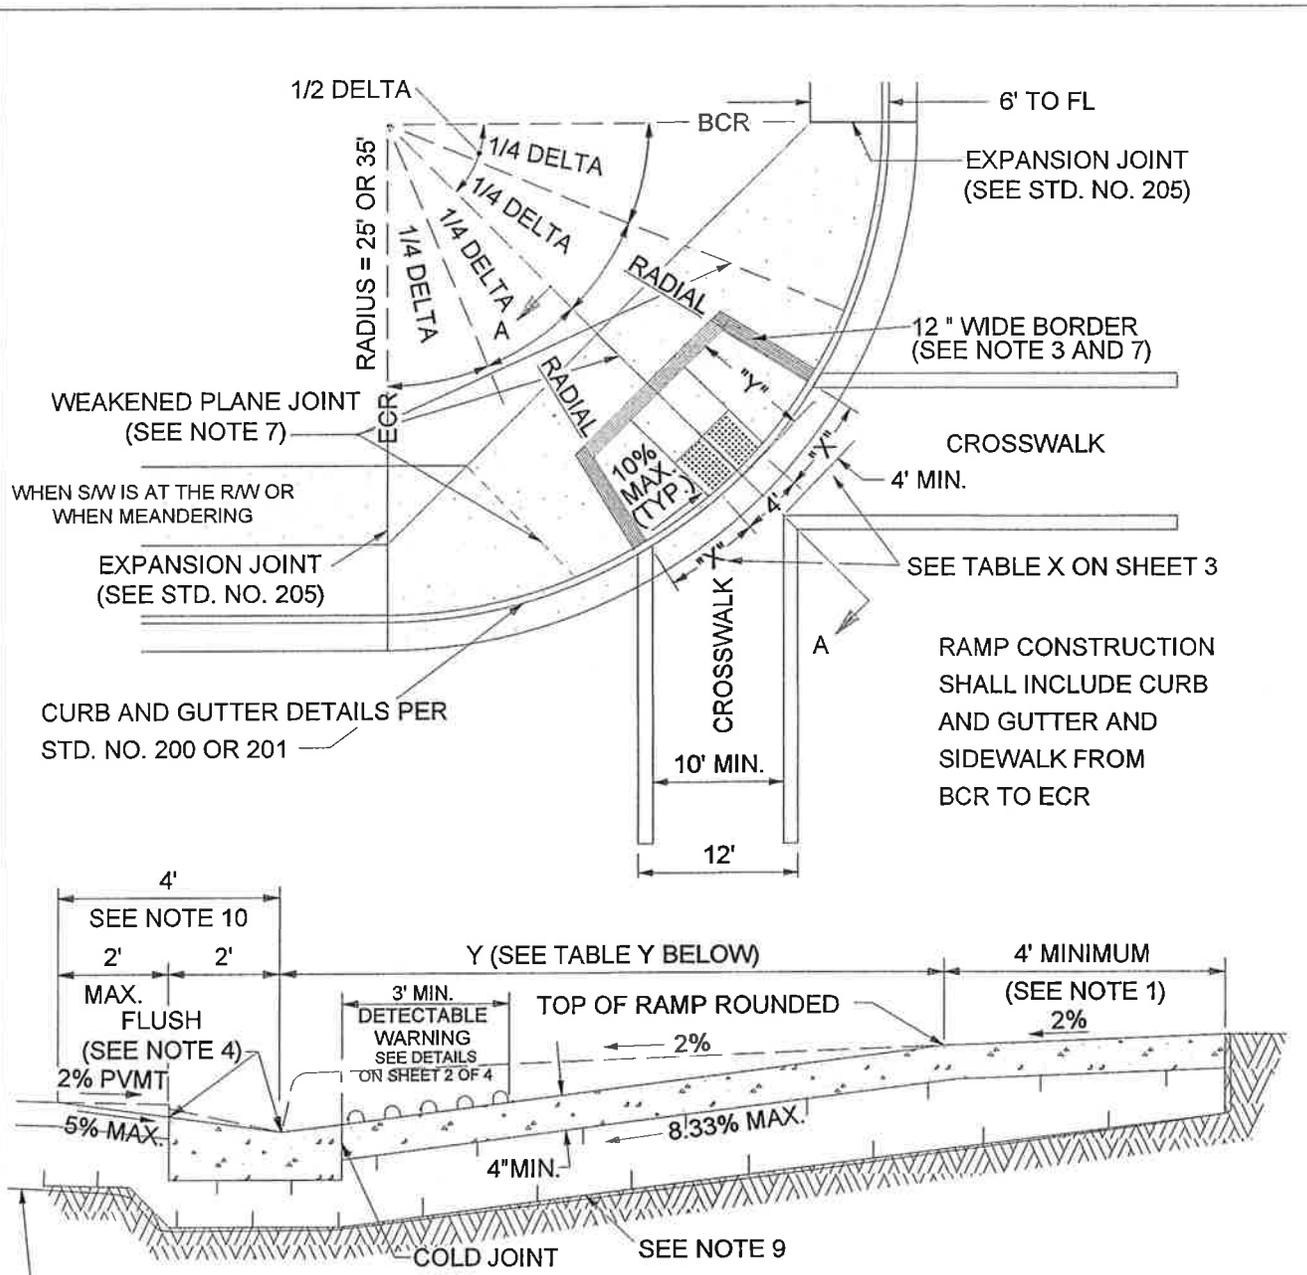 1/2 DELTA
BCR
6' TO FL
1/4 DELTA
1/4 DELTA
1/4 DELTA
1/4 DELTA
RADIUS = 25' OR 35'
EXPANSION JOINT
(SEE STD. NO. 205)
A
RADIAL
RADIAL
12 " WIDE BORDER
(SEE NOTE 3 AND 7)
"Y"
WEAKENED PLANE JOINT
(SEE NOTE 7)
ECR
10%
MAX.
(TYP.)
"X"
4'
"X"
CROSSWALK
4' MIN.
WHEN S/W IS AT THE R/W OR
WHEN MEANDERING
EXPANSION JOINT
(SEE STD. NO. 205)
SEE TABLE X ON SHEET 3
CROSSWALK
A
RAMP CONSTRUCTION
SHALL INCLUDE CURB
AND GUTTER AND
SIDEWALK FROM
BCR TO ECR
CURB AND GUTTER DETAILS PER
STD. NO. 200 OR 201
10' MIN.
12'
4'
SEE NOTE 10
2'
2'
Y (SEE TABLE Y BELOW)
4' MINIMUM
(SEE NOTE 1)
MAX.
FLUSH
(SEE NOTE 4)
3' MIN.
DETECTABLE
WARNING
SEE DETAILS
ON SHEET 2 OF 4
TOP OF RAMP ROUNDED
2%
2%
2% PVMT
5% MAX.
8.33% MAX.
4"MIN.
COLD JOINT
SEE NOTE 9